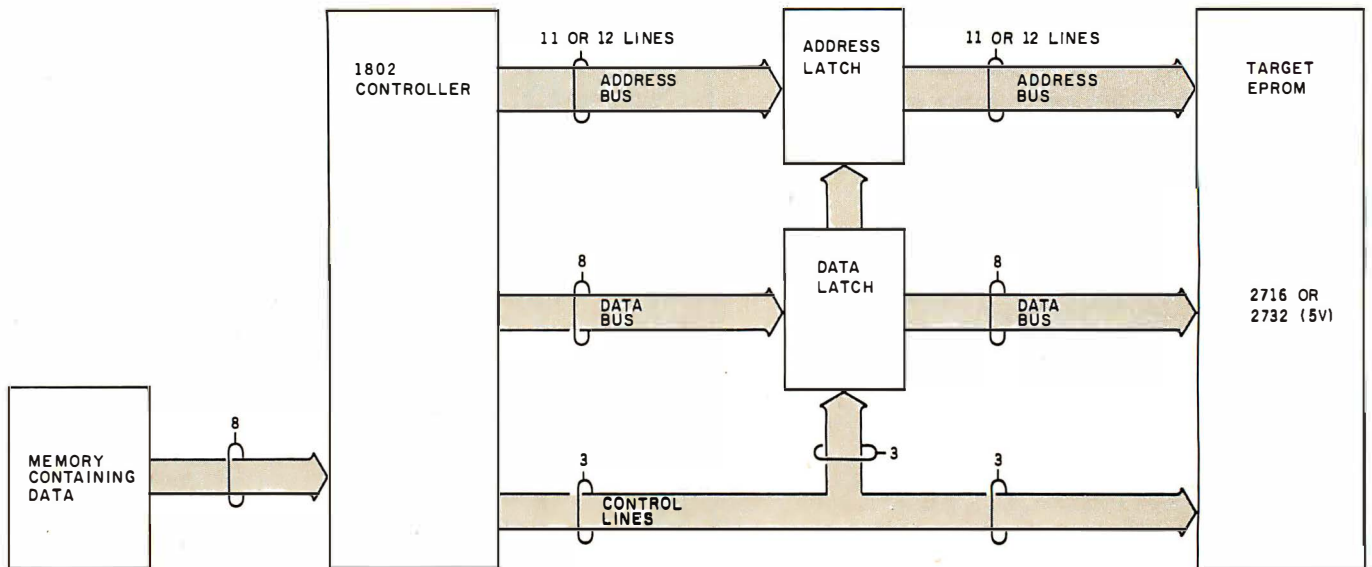 11 OR 12 LINES
11 OR 12 LINES
1802
CONTROLLER
ADDRESS
BUS
ADDRESS
LATCH
ADDRESS
BUS
TARGET
EPROM
8
8
DATA
BUS
DATA
LATCH
DATA
BUS
2716 OR
2732 (5V)
8
MEMORY
CONTAINING
DATA
3
3
3
CONTROL
LINES